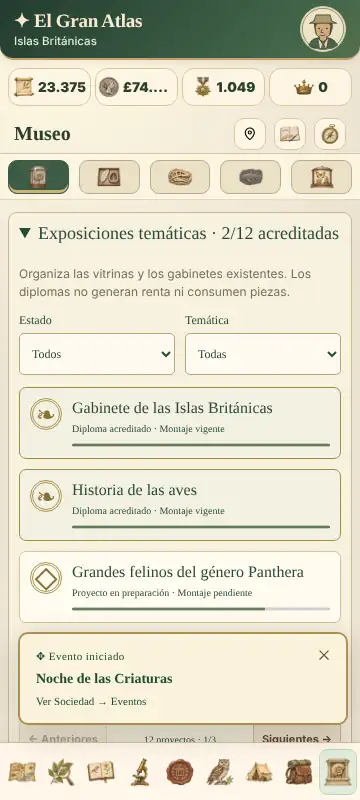 ✦ El Gran Atlas
Islas Británicas
23.375
£74....
1.049
0
Museo
▼ Exposiciones temáticas · 2/12 acreditadas
Organiza las vitrinas y los gabinetes existentes. Los
diplomas no generan renta ni consumen piezas.
Estado
Temática
Todos
Todas
Gabinete de las Islas Británicas
Diploma acreditado · Montaje vigente
Historia de las aves
Diploma acreditado · Montaje vigente
Grandes felinos del género Panthera
Proyecto en preparación · Montaje pendiente
✥ Evento iniciado
Noche de las Criaturas
Ver Sociedad → Eventos
← Anteriores
12 proyectos · 1/3
Siguientes →